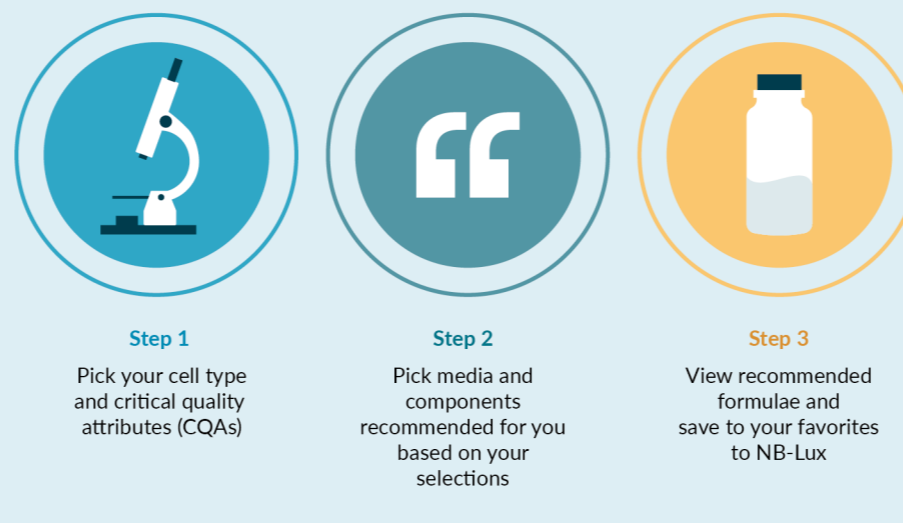 Step 1
Pick your cell type
and critical quality
attributes (CQAs)
Step 2
Pick media and
components
recommended for you
based on your
selections
Step 3
View recommended
formulae and
save to your favorites
to NB-Lux